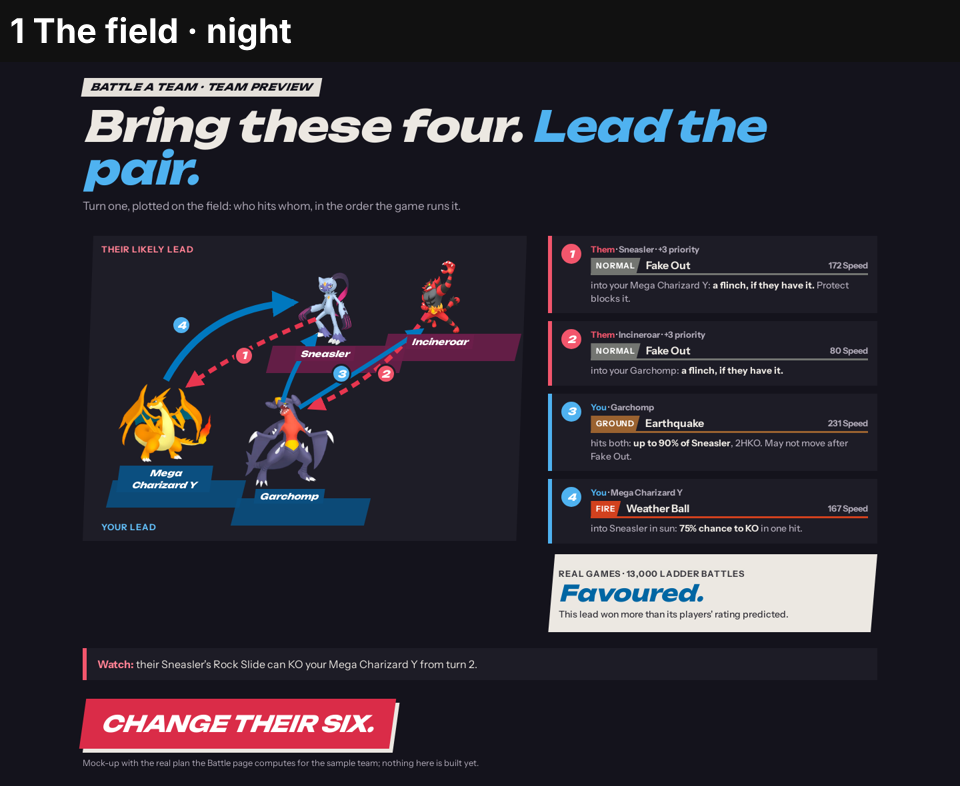 1 The field · night
BATTLE A TEAM · TEAM PREVIEW
Bring these four. Lead the
pair.
Turn one, plotted on the field: who hits whom, in the order the game runs it.
THEIR LIKELY LEAD
Sneasler
Incineroar
4
1
3
2
Mega
Charizard Y
Garchomp
YOUR LEAD
1
Them · Sneasler · +3 priority
NORMAL Fake Out 172 Speed
into your Mega Charizard Y: a flinch, if they have it. Protect
blocks it.
2
Them · Incineroar · +3 priority
NORMAL Fake Out 80 Speed
into your Garchomp: a flinch, if they have it.
3
You · Garchomp
GROUND Earthquake 231 Speed
hits both: up to 90% of Sneasler, 2HKO. May not move after
Fake Out.
4
You · Mega Charizard Y
FIRE Weather Ball 167 Speed
into Sneasler in sun: 75% chance to KO in one hit.
REAL GAMES · 13,000 LADDER BATTLES
Favoured.
This lead won more than its players' rating predicted.
Watch: their Sneasler's Rock Slide can KO your Mega Charizard Y from turn 2.
CHANGE THEIR SIX.
Mock-up with the real plan the Battle page computes for the sample team; nothing here is built yet.